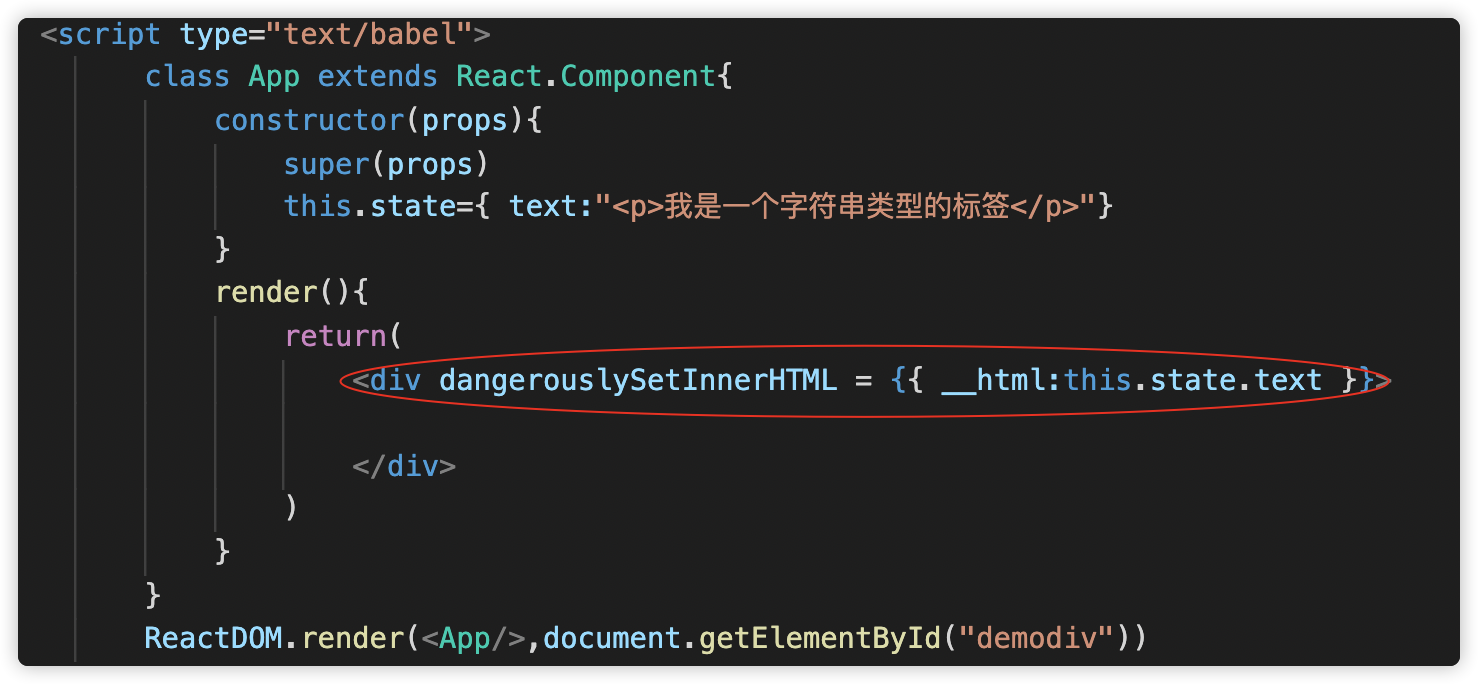 <script type="text/babel">
class App extends React.Component{
constructor(props){
super(props)
this.state={ text:"<p>我是一个字符串类型的标签</p>"}
}
render(){
return(
<div dangerouslySetInnerHTML = {{ __html:this.state.text }}>
</div>
)
}
}
ReactDOM.render(<App/>,document.getElementById("demodiv"))